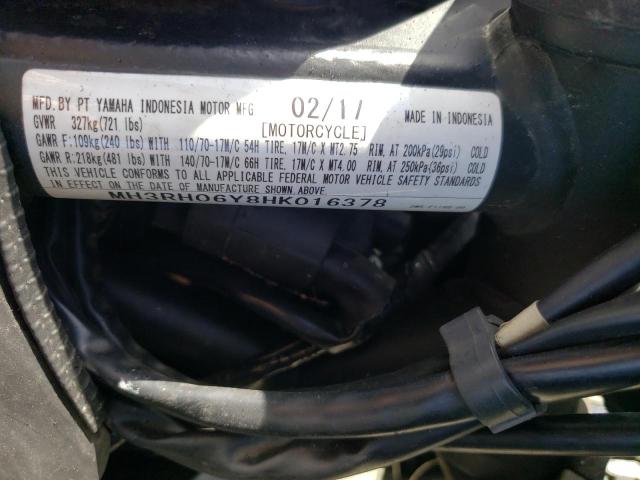 MFD.BY PT YAMAHA INDONESIA MOTOR MFG 02/17 MADE IN INDONESIA
GVWR 327kg(721 lbs) [MOTORCYCLE]
GAWR F:109kg(240 lbs) WITH 110/70-17M/C 54H TIRE, 17M/C X MT2.75 RIM, AT 200kPa(29psi) COLD
GAWR R:218kg(481 lbs) WITH 140/70-17M/C 66H TIRE, 17M/C X MT4.00 RIM, AT 250kPa(36psi) COLD
THIS VEHICLE CONFORMS TO ALL APPLICABLE FEDERAL MOTOR VEHICLE SAFETY STANDARDS
IN EFFECT ON THE DATE OF MANUFACTURE SHOWN ABOVE.
MH3RH06Y8HK016378